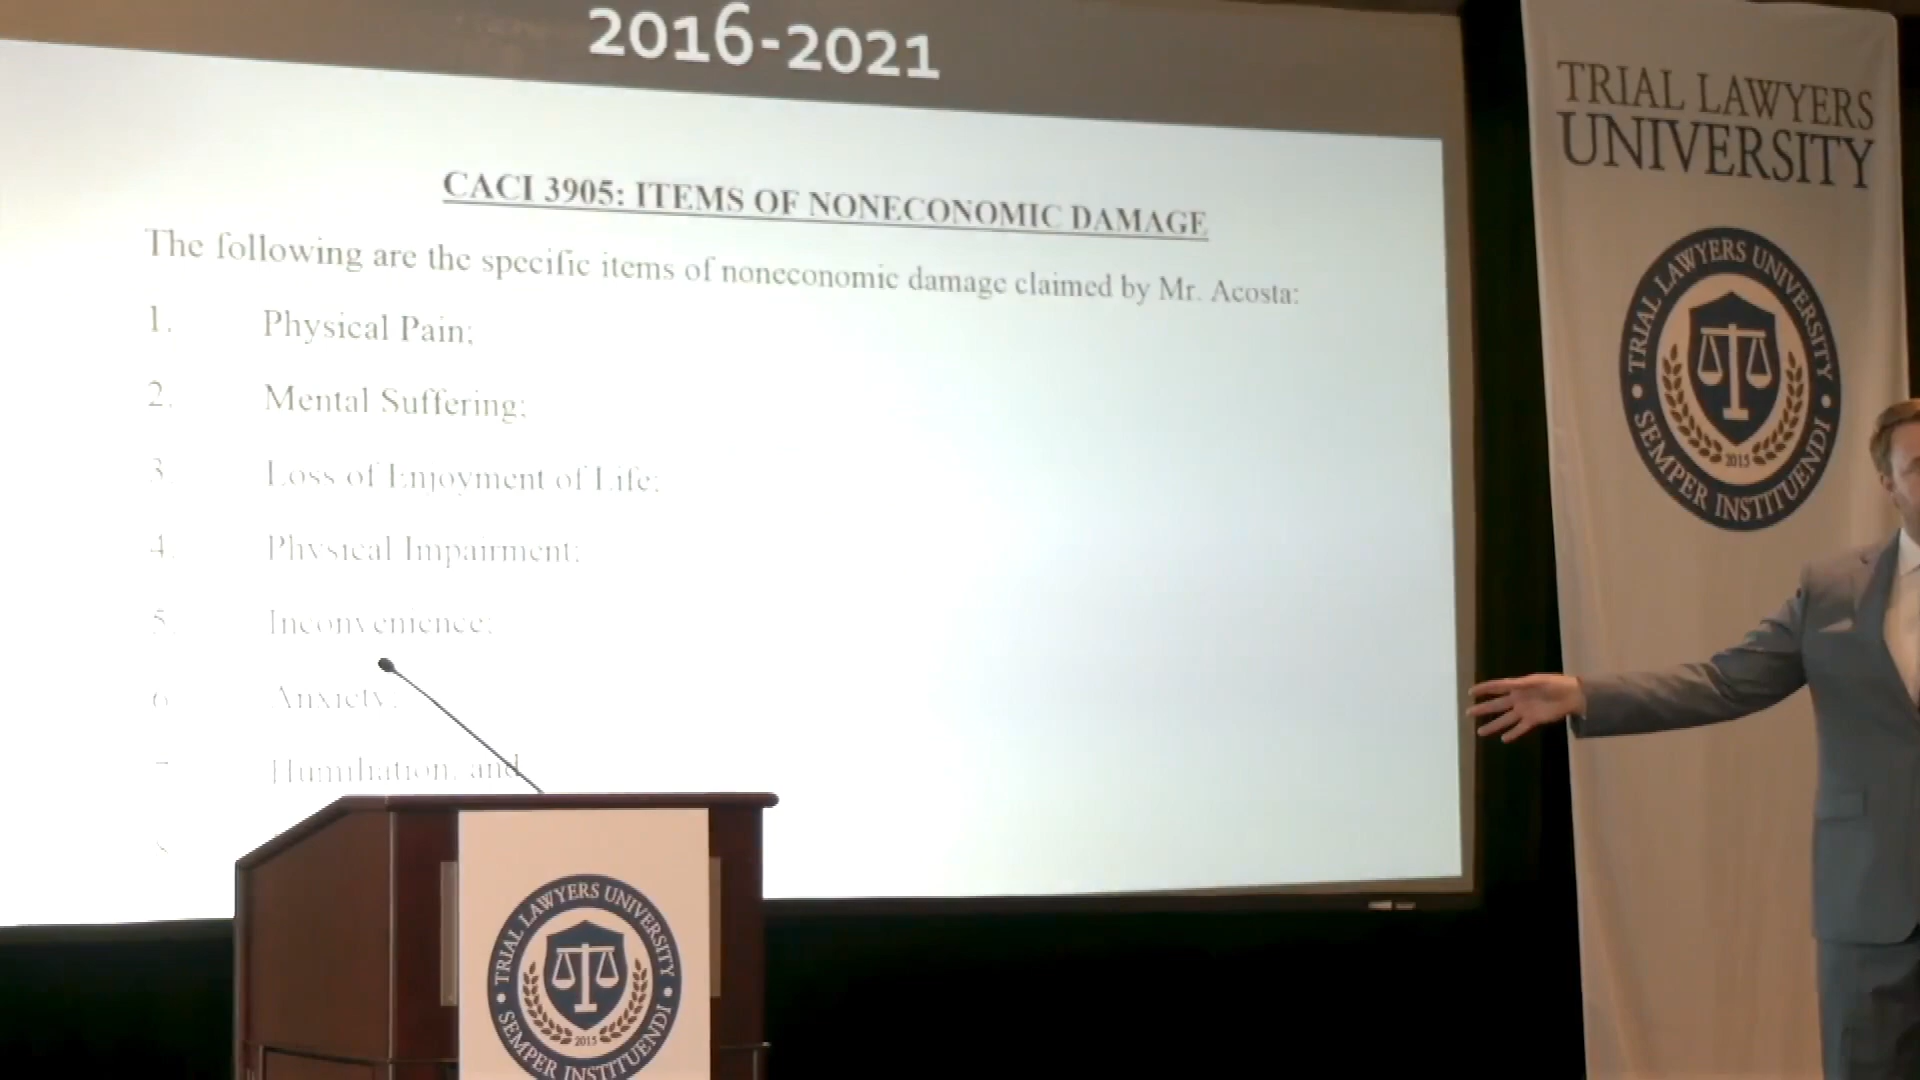 2016-2021
CACI 3905: ITEMS OF NONECONOMIC DAMAGE
The following are the specific items of noneconomic damage claimed by Mr. Acosta:
1. Physical Pain;
2. Mental Suffering;
3. Loss of Enjoyment of Life;
4. Physical Impairment;
5. Inconvenience;
6 Anxiety;
Humiliation; and
TRIAL LAWYERS
UNIVERSITY
TRIAL LAWYERS UNIVERSITY
2015
• SEMPER INSTITUENDI •
TRIAL LAWYERS UNIVERSITY
2015
• SEMPER INSTITUENDI •